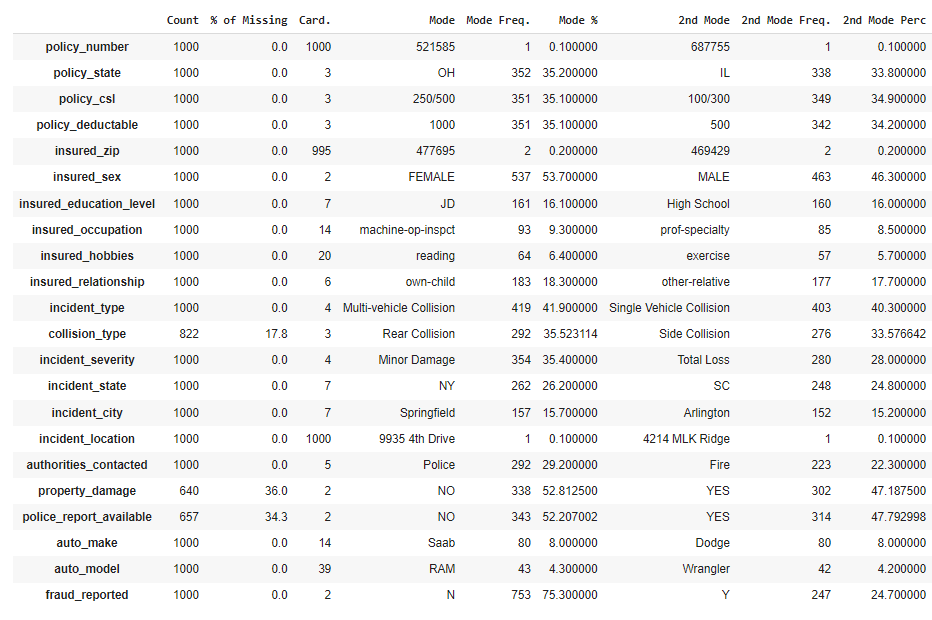 Count % of Missing Card. Mode Mode Freq. Mode % 2nd Mode 2nd Mode Freq. 2nd Mode Perc
policy_number 1000 0.0 1000 521585 1 0.100000 687755 1 0.100000
policy_state 1000 0.0 3 OH 352 35.200000 IL 338 33.800000
policy_csl 1000 0.0 3 250/500 351 35.100000 100/300 349 34.900000
policy_deductable 1000 0.0 3 1000 351 35.100000 500 342 34.200000
insured_zip 1000 0.0 995 477695 2 0.200000 469429 2 0.200000
insured_sex 1000 0.0 2 FEMALE 537 53.700000 MALE 463 46.300000
insured_education_level 1000 0.0 7 JD 161 16.100000 High School 160 16.000000
insured_occupation 1000 0.0 14 machine-op-inspct 93 9.300000 prof-specialty 85 8.500000
insured_hobbies 1000 0.0 20 reading 64 6.400000 exercise 57 5.700000
insured_relationship 1000 0.0 6 own-child 183 18.300000 other-relative 177 17.700000
incident_type 1000 0.0 4 Multi-vehicle Collision 419 41.900000 Single Vehicle Collision 403 40.300000
collision_type 822 17.8 3 Rear Collision 292 35.523114 Side Collision 276 33.576642
incident_severity 1000 0.0 4 Minor Damage 354 35.400000 Total Loss 280 28.000000
incident_state 1000 0.0 7 NY 262 26.200000 SC 248 24.800000
incident_city 1000 0.0 7 Springfield 157 15.700000 Arlington 152 15.200000
incident_location 1000 0.0 1000 9935 4th Drive 1 0.100000 4214 MLK Ridge 1 0.100000
authorities_contacted 1000 0.0 5 Police 292 29.200000 Fire 223 22.300000
property_damage 640 36.0 2 NO 338 52.812500 YES 302 47.187500
police_report_available 657 34.3 2 NO 343 52.207002 YES 314 47.792998
auto_make 1000 0.0 14 Saab 80 8.000000 Dodge 80 8.000000
auto_model 1000 0.0 39 RAM 43 4.300000 Wrangler 42 4.200000
fraud_reported 1000 0.0 2 N 753 75.300000 Y 247 24.700000